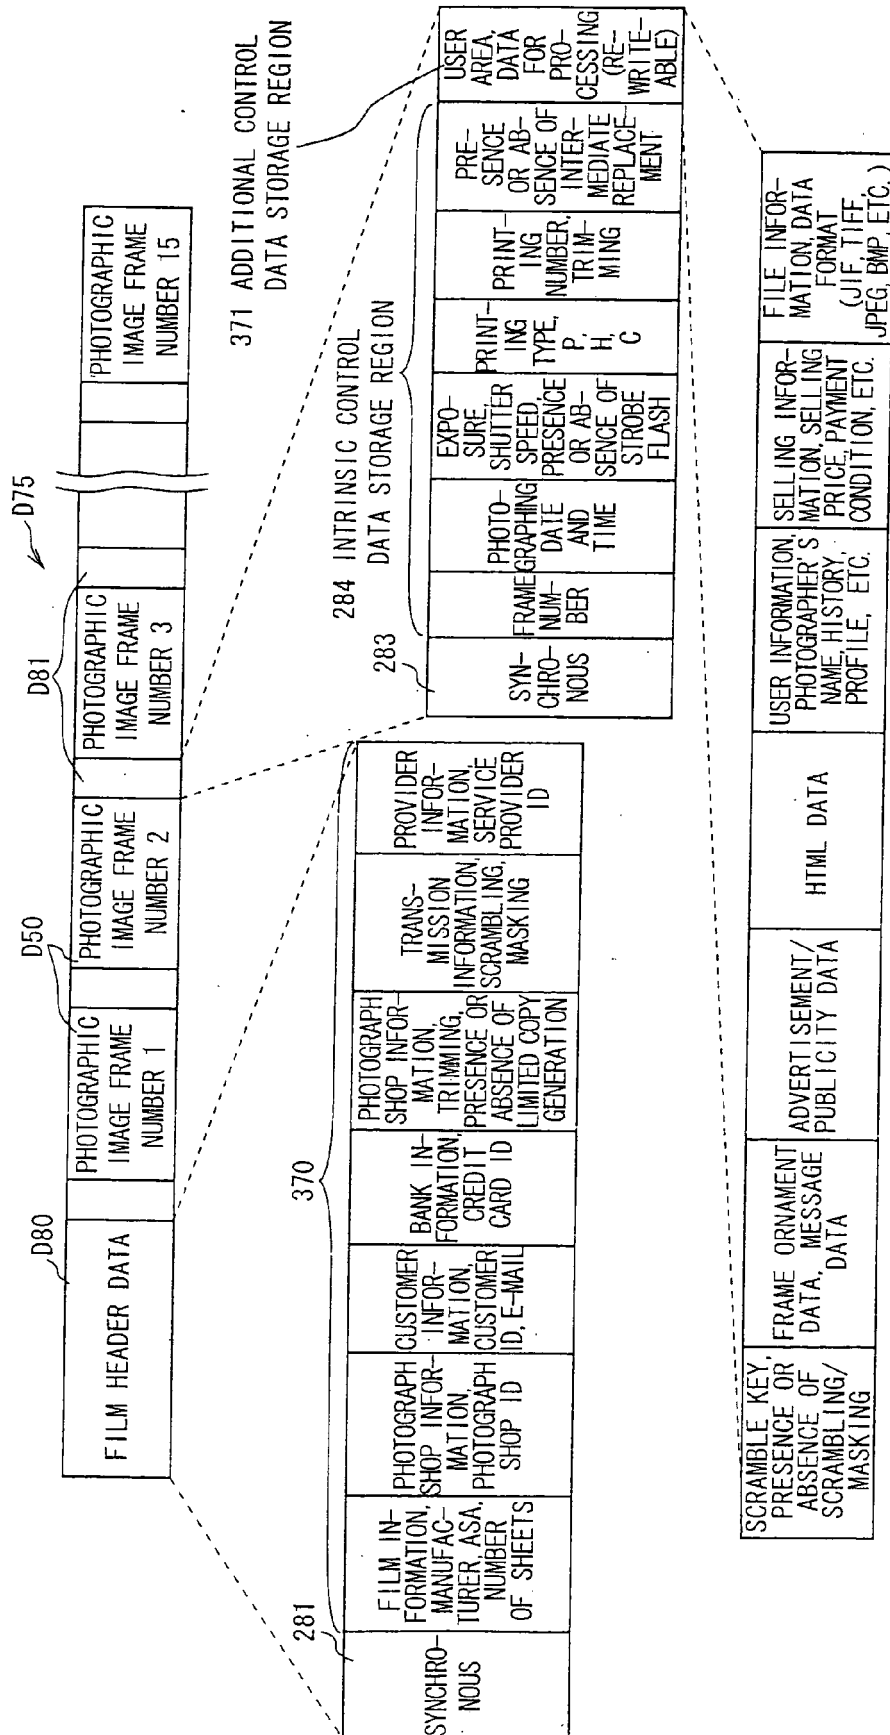 D75
D80
D50
D81
FILM HEADER DATA
PHOTOGRAPHIC
IMAGE FRAME
NUMBER 1
PHOTOGRAPHIC
IMAGE FRAME
NUMBER 2
PHOTOGRAPHIC
IMAGE FRAME
NUMBER 3
PHOTOGRAPHIC
IMAGE FRAME
NUMBER 15
281
370
SYNCHRO-
NOUS
FILM IN-
FORMATION,
MANUFAC-
TURER, ASA,
NUMBER
OF SHEETS
PHOTOGRAPH
SHOP INFOR-
MATION,
PHOTOGRAPH
SHOP ID
CUSTOMER
INFOR-
MATION,
CUSTOMER
ID, E-MAIL
BANK IN-
FORMATION,
CREDIT
CARD ID
PHOTOGRAPH
SHOP INFOR-
MATION,
TRIMMING,
PRESENCE OR
ABSENCE OF
LIMITED COPY
GENERATION
TRANS-
MISSION
INFORMATION,
SCRAMBLING,
MASKING
PROVIDER
INFOR-
MATION,
SERVICE
PROVIDER
ID
283
284 INTRINSIC CONTROL
DATA STORAGE REGION
371 ADDITIONAL CONTROL
DATA STORAGE REGION
SYN-
CHRO-
NOUS
FRAME
NUM-
BER
PHOTO-
GRAPHING
DATE
AND
TIME
EXPO-
SURE,
SHUTTER
SPEED,
PRESENCE
OR AB-
SENCE OF
STROBE
FLASH
PRINT-
ING
TYPE,
P,
H,
C
PRINT-
ING
NUMBER,
TRIM-
MING
PRE-
SENCE
OR AB-
SENCE OF
INTER-
MEDIATE
REPLACE-
MENT
USER
AREA,
DATA
FOR
PRO-
CESSING
(RE-
WRITE-
ABLE)
SCRAMBLE KEY,
PRESENCE OR
ABSENCE OF
SCRAMBLING/
MASKING
FRAME ORNAMENT
DATA, MESSAGE
DATA
ADVERTISEMENT/
PUBLICITY DATA
HTML DATA
USER INFORMATION,
PHOTOGRAPHER'S
NAME, HISTORY,
PROFILE, ETC.
SELLING INFOR-
MATION, SELLING
PRICE, PAYMENT
CONDITION, ETC.
FILE INFOR-
MATION, DATA
FORMAT
(JIF, TIFF,
JPEG, BMP, ETC.)